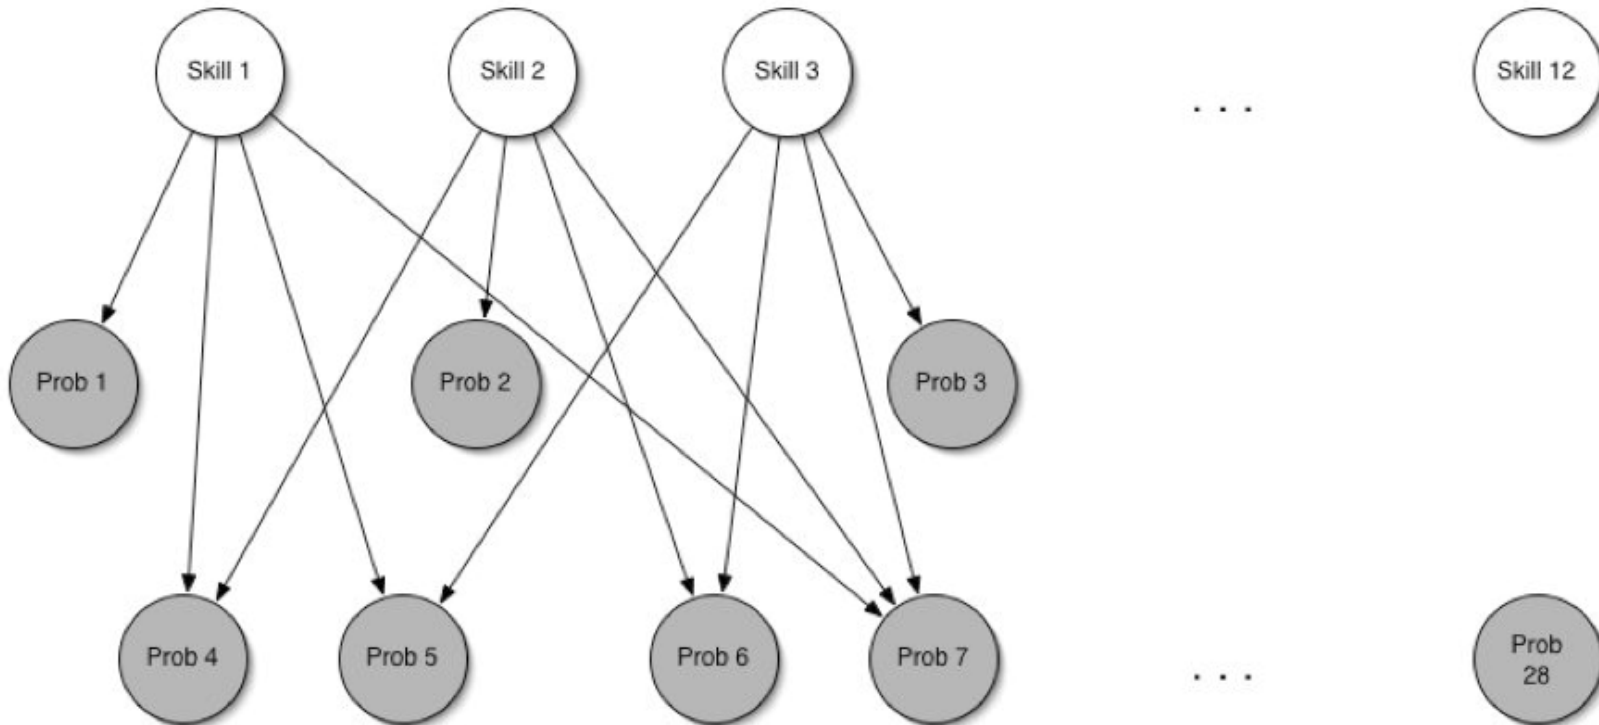 Skill 1
Skill 2
Skill 3
. . .
Skill 12
Prob 1
Prob 2
Prob 3
Prob 4
Prob 5
Prob 6
Prob 7
. . .
Prob
28